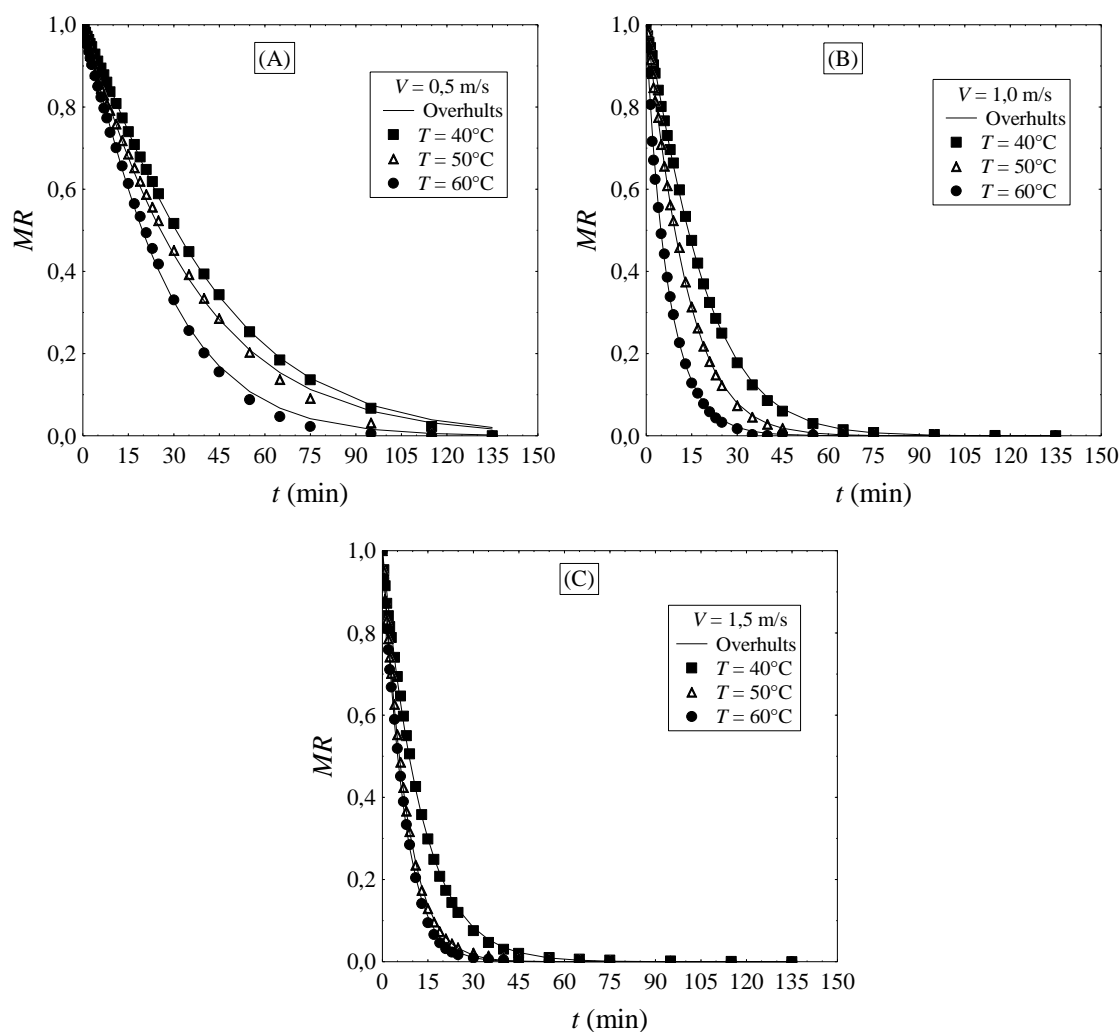 (A)
V = 0,5 m/s
Overhults
T = 40°C
T = 50°C
T = 60°C
MR
1,0
0,8
0,6
0,4
0,2
0,0
0 15 30 45 60 75 90 105 120 135 150
t (min)
(B)
V = 1,0 m/s
Overhults
T = 40°C
T = 50°C
T = 60°C
MR
1,0
0,8
0,6
0,4
0,2
0,0
0 15 30 45 60 75 90 105 120 135 150
t (min)
(C)
V = 1,5 m/s
Overhults
T = 40°C
T = 50°C
T = 60°C
MR
1,0
0,8
0,6
0,4
0,2
1,0
0 15 30 45 60 75 90 105 120 135 150
t (min)